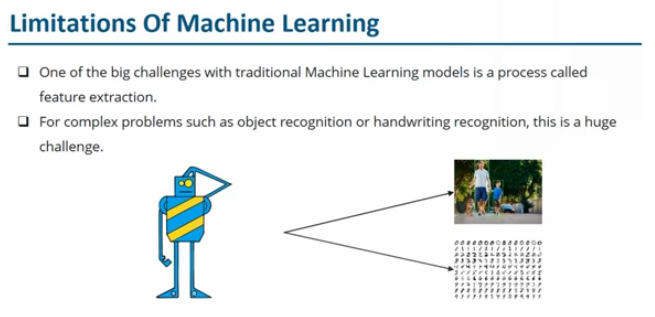 Limitations Of Machine Learning
One of the big challenges with traditional Machine Learning models is a process called
feature extraction.
For complex problems such as object recognition or handwriting recognition, this is a huge
challenge.